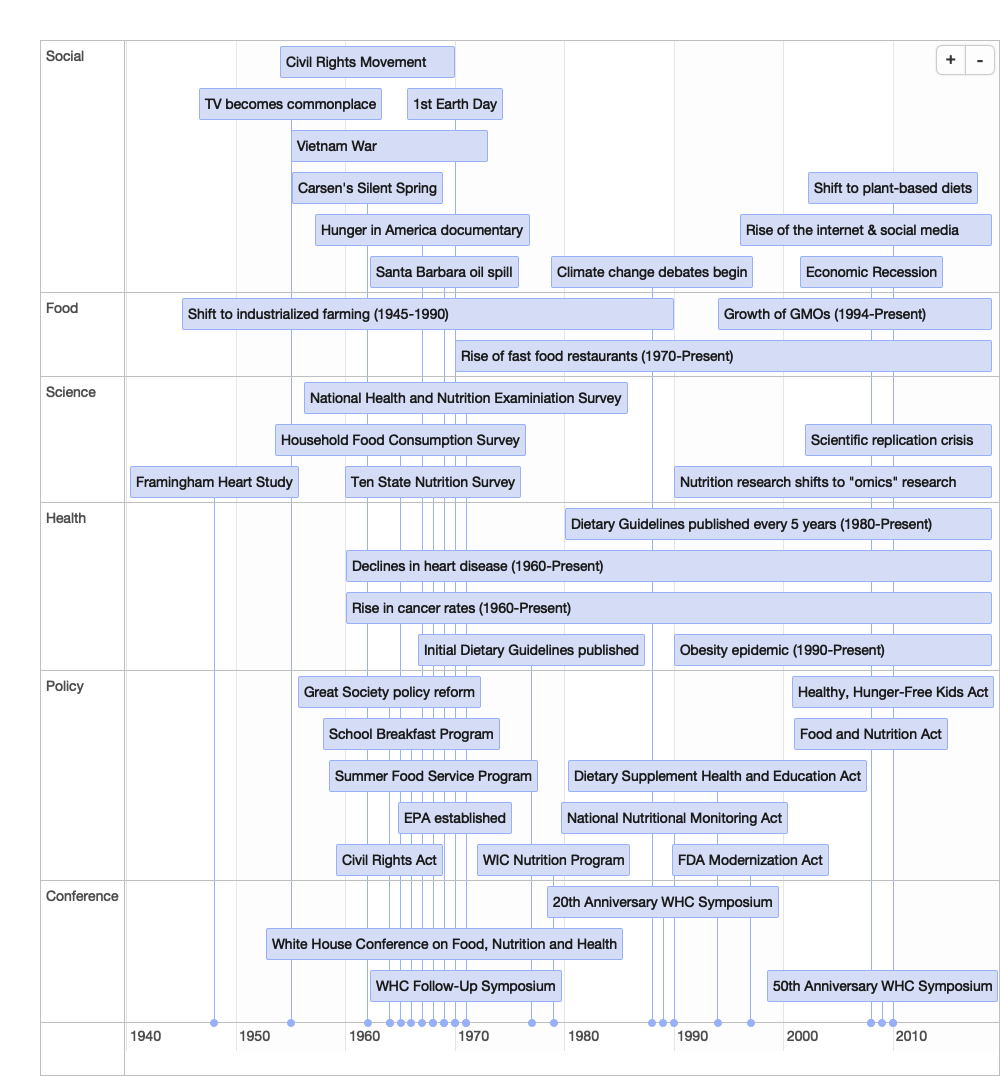 Social
+ -
Civil Rights Movement
TV becomes commonplace
1st Earth Day
Vietnam War
Carsen's Silent Spring
Shift to plant-based diets
Hunger in America documentary
Rise of the internet & social media
Santa Barbara oil spill
Climate change debates begin
Economic Recession
Food
Shift to industrialized farming (1945-1990)
Growth of GMOs (1994-Present)
Rise of fast food restaurants (1970-Present)
Science
National Health and Nutrition Examiniation Survey
Household Food Consumption Survey
Scientific replication crisis
Framingham Heart Study
Ten State Nutrition Survey
Nutrition research shifts to "omics" research
Health
Dietary Guidelines published every 5 years (1980-Present)
Declines in heart disease (1960-Present)
Rise in cancer rates (1960-Present)
Initial Dietary Guidelines published
Obesity epidemic (1990-Present)
Policy
Great Society policy reform
Healthy, Hunger-Free Kids Act
School Breakfast Program
Food and Nutrition Act
Summer Food Service Program
Dietary Supplement Health and Education Act
EPA established
National Nutritional Monitoring Act
Civil Rights Act
WIC Nutrition Program
FDA Modernization Act
Conference
20th Anniversary WHC Symposium
White House Conference on Food, Nutrition and Health
WHC Follow-Up Symposium
50th Anniversary WHC Symposium
1940 1950 1960 1970 1980 1990 2000 2010